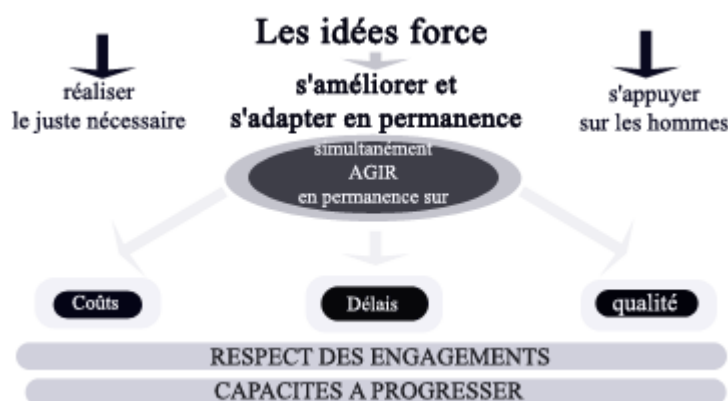 Les idées force
réaliser
le juste nécessaire
s'améliorer et
s'adapter en permanence
s'appuyer
sur les hommes
simultanément
AGIR
en permanence sur
Coûts
Délais
qualité
RESPECT DES ENGAGEMENTS
CAPACITES A PROGRESSER